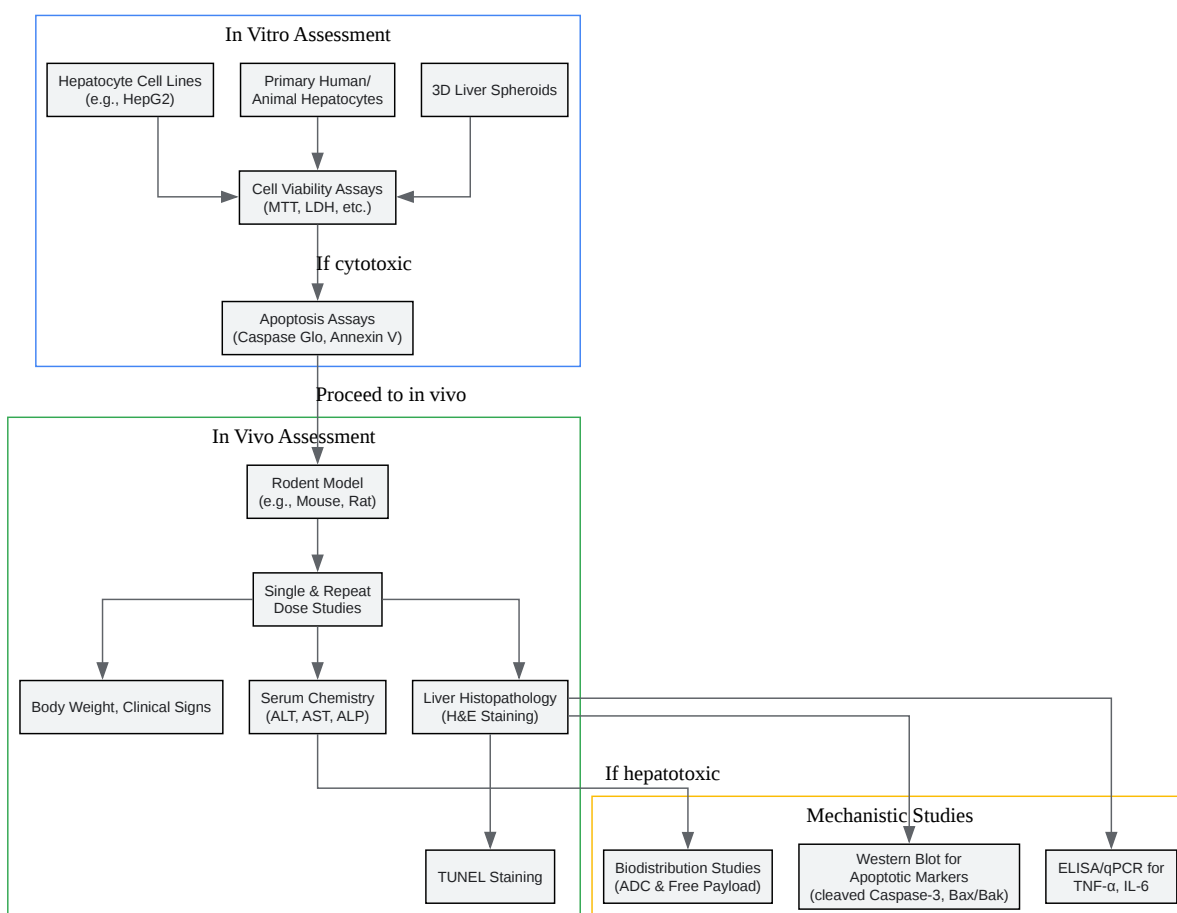 In Vitro Assessment
Hepatocyte Cell Lines
(e.g., HepG2)
Primary Human/
Animal Hepatocytes
3D Liver Spheroids
Cell Viability Assays
(MTT, LDH, etc.)
If cytotoxic
Apoptosis Assays
(Caspase Glo, Annexin V)
Proceed to in vivo
In Vivo Assessment
Rodent Model
(e.g., Mouse, Rat)
Single & Repeat
Dose Studies
Body Weight, Clinical Signs
Serum Chemistry
(ALT, AST, ALP)
Liver Histopathology
(H&E Staining)
If hepatotoxic
Mechanistic Studies
TUNEL Staining
Biodistribution Studies
(ADC & Free Payload)
Western Blot for
Apoptotic Markers
(cleaved Caspase-3, Bax/Bak)
ELISA/qPCR for
TNF-α, IL-6